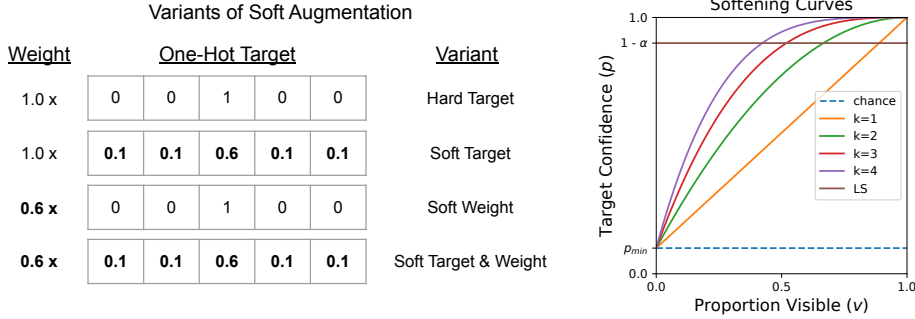 Variants of Soft Augmentation
Weight One-Hot Target Variant
1.0 x 0 0 1 0 0 Hard Target
1.0 x 0.1 0.1 0.6 0.1 0.1 Soft Target
0.6 x 0 0 1 0 0 Soft Weight
0.6 x 0.1 0.1 0.6 0.1 0.1 Soft Target & Weight
Softening Curves
1.0
1 - α
p_min
0.0
Target Confidence (p)
chance
k=1
k=2
k=3
k=4
LS
0.0 0.5 1.0
Proportion Visible (v)